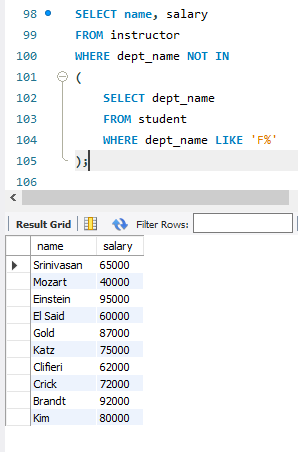 98 SELECT name, salary
99 FROM instructor
100 WHERE dept_name NOT IN
101 (
102 SELECT dept_name
103 FROM student
104 WHERE dept_name LIKE 'F%'
105 );
106
Result Grid Filter Rows:
name salary
Srinivasan 65000
Mozart 40000
Einstein 95000
El Said 60000
Gold 87000
Katz 75000
Clifieri 62000
Crick 72000
Brandt 92000
Kim 80000